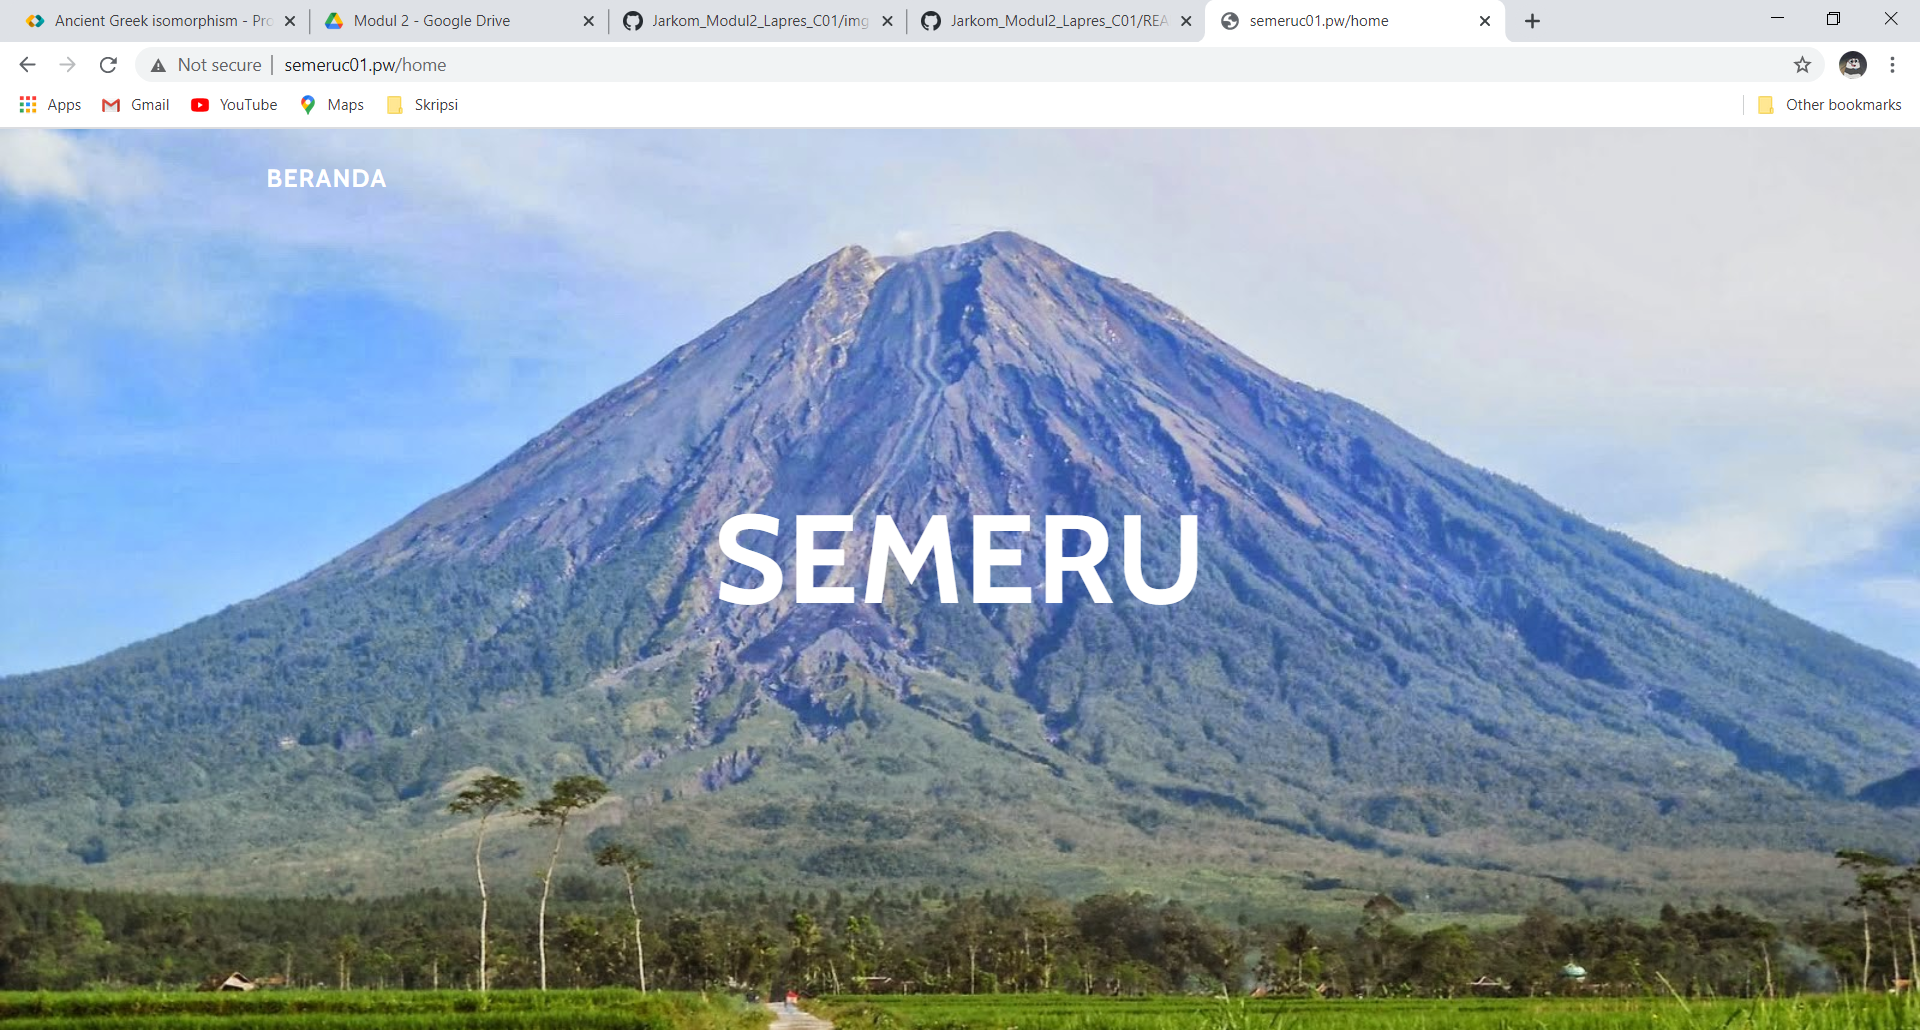 Ancient Greek isomorphism - Pro
Modul 2 - Google Drive
Jarkom_Modul2_Lapres_C01/img
Jarkom_Modul2_Lapres_C01/REA
semeruc01.pw/home
Not secure
semeruc01.pw/home
Apps
Gmail
YouTube
Maps
Skripsi
Other bookmarks
BERANDA
SEMERU